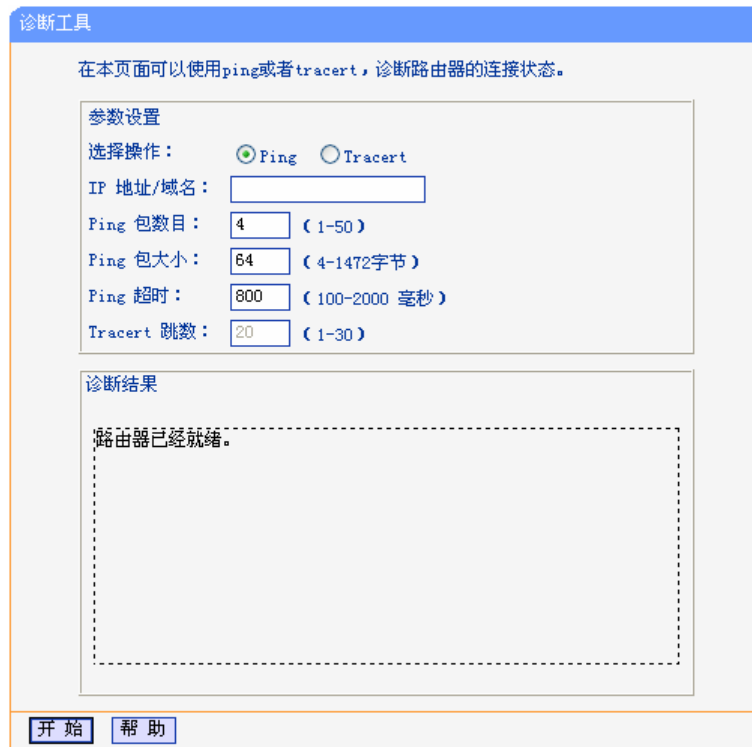 诊断工具
在本页面可以使用ping或者tracert，诊断路由器的连接状态。
参数设置
选择操作： Ping Tracert
IP 地址/域名：
Ping 包数目： 4 （1-50）
Ping 包大小： 64 （4-1472字节）
Ping 超时： 800 （100-2000 毫秒）
Tracert 跳数： 20 （1-30）
诊断结果
路由器已经就绪。
开 始 帮 助